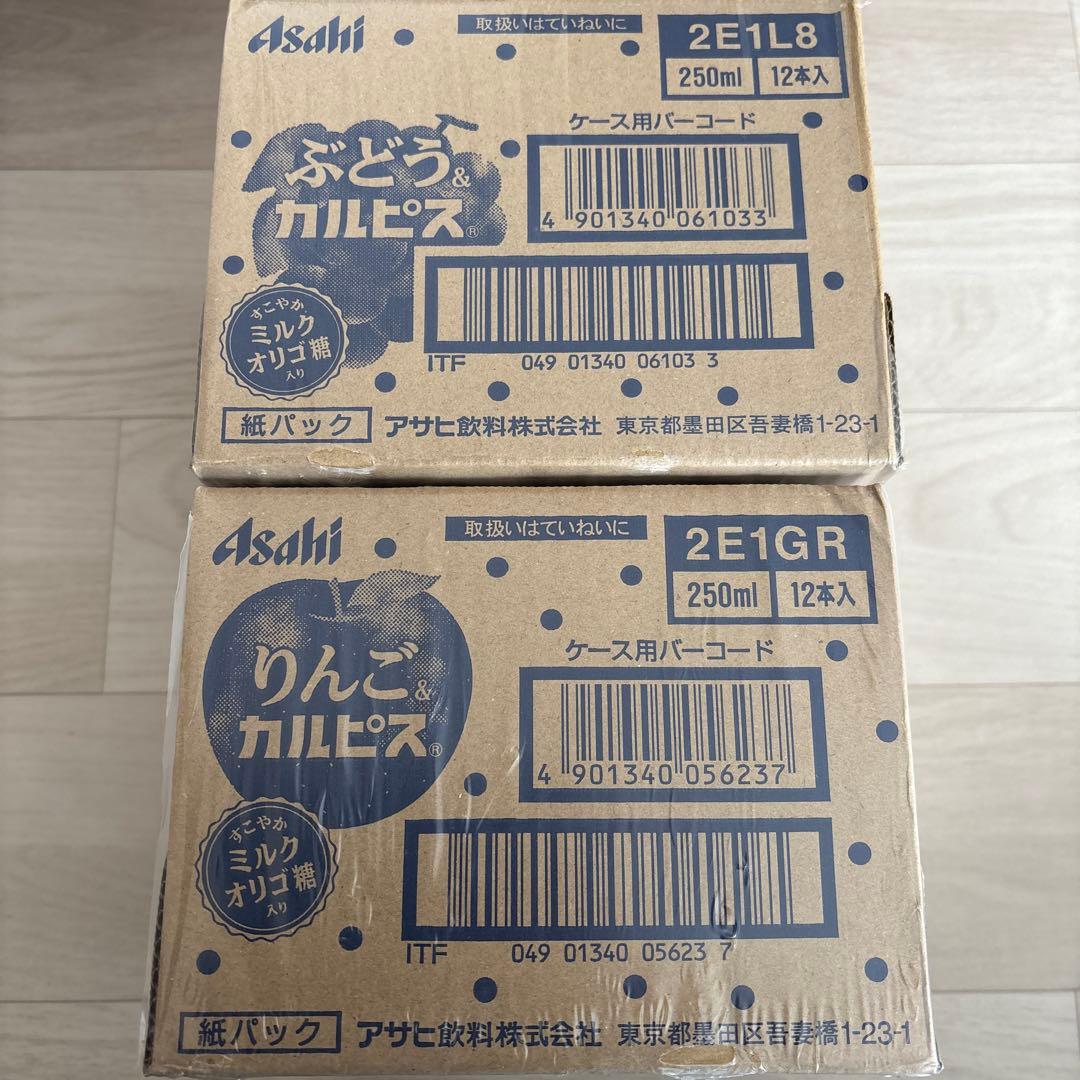 Asahi
取扱いはていねいに
2E1L8
250ml 12本入
ケース用バーコード
4 901340 061033
ぶどう&
カルピス®
すこやか
ミルク
オリゴ糖
入り
ITF 049 01340 06103 3
紙パック アサヒ飲料株式会社 東京都墨田区吾妻橋1-23-1
Asahi
取扱いはていねいに
2E1GR
250ml 12本入
ケース用バーコード
4 901340 056237
りんご&
カルピス®
すこやか
ミルク
オリゴ糖
入り
ITF 049 01340 05623 7
紙パック アサヒ飲料株式会社 東京都墨田区吾妻橋1-23-1